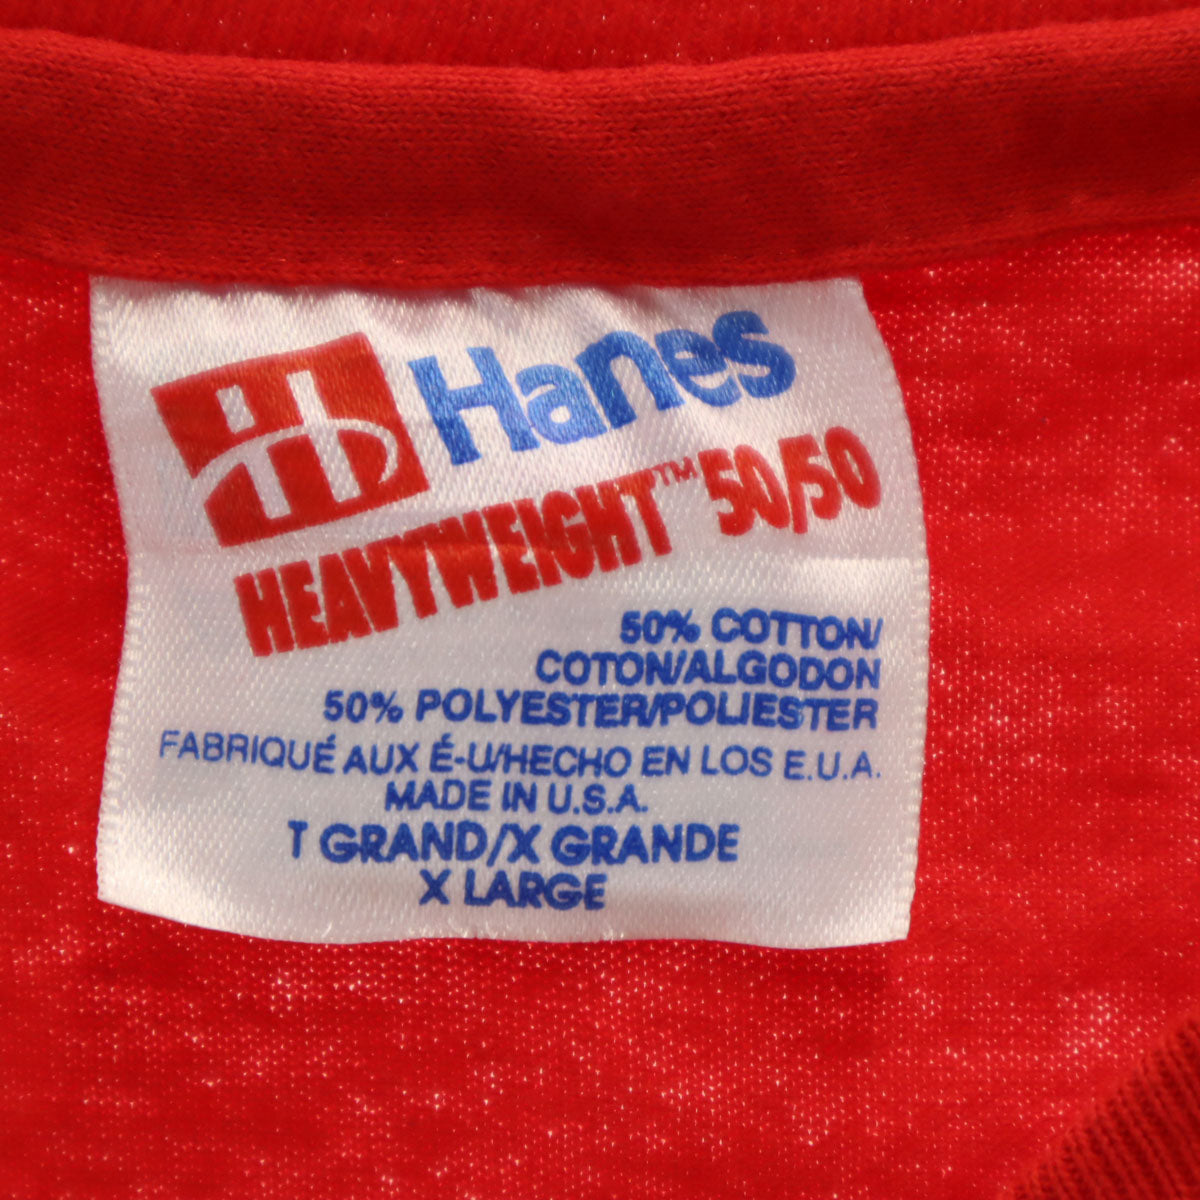 Hanes
HEAVYWEIGHT™ 50/50
50% COTTON/
COTON/ALGODON
50% POLYESTER/POLIESTER
FABRIQUÉ AUX É-U/HECHO EN LOS E.U.A.
MADE IN U.S.A.
T GRAND/X GRANDE
X LARGE